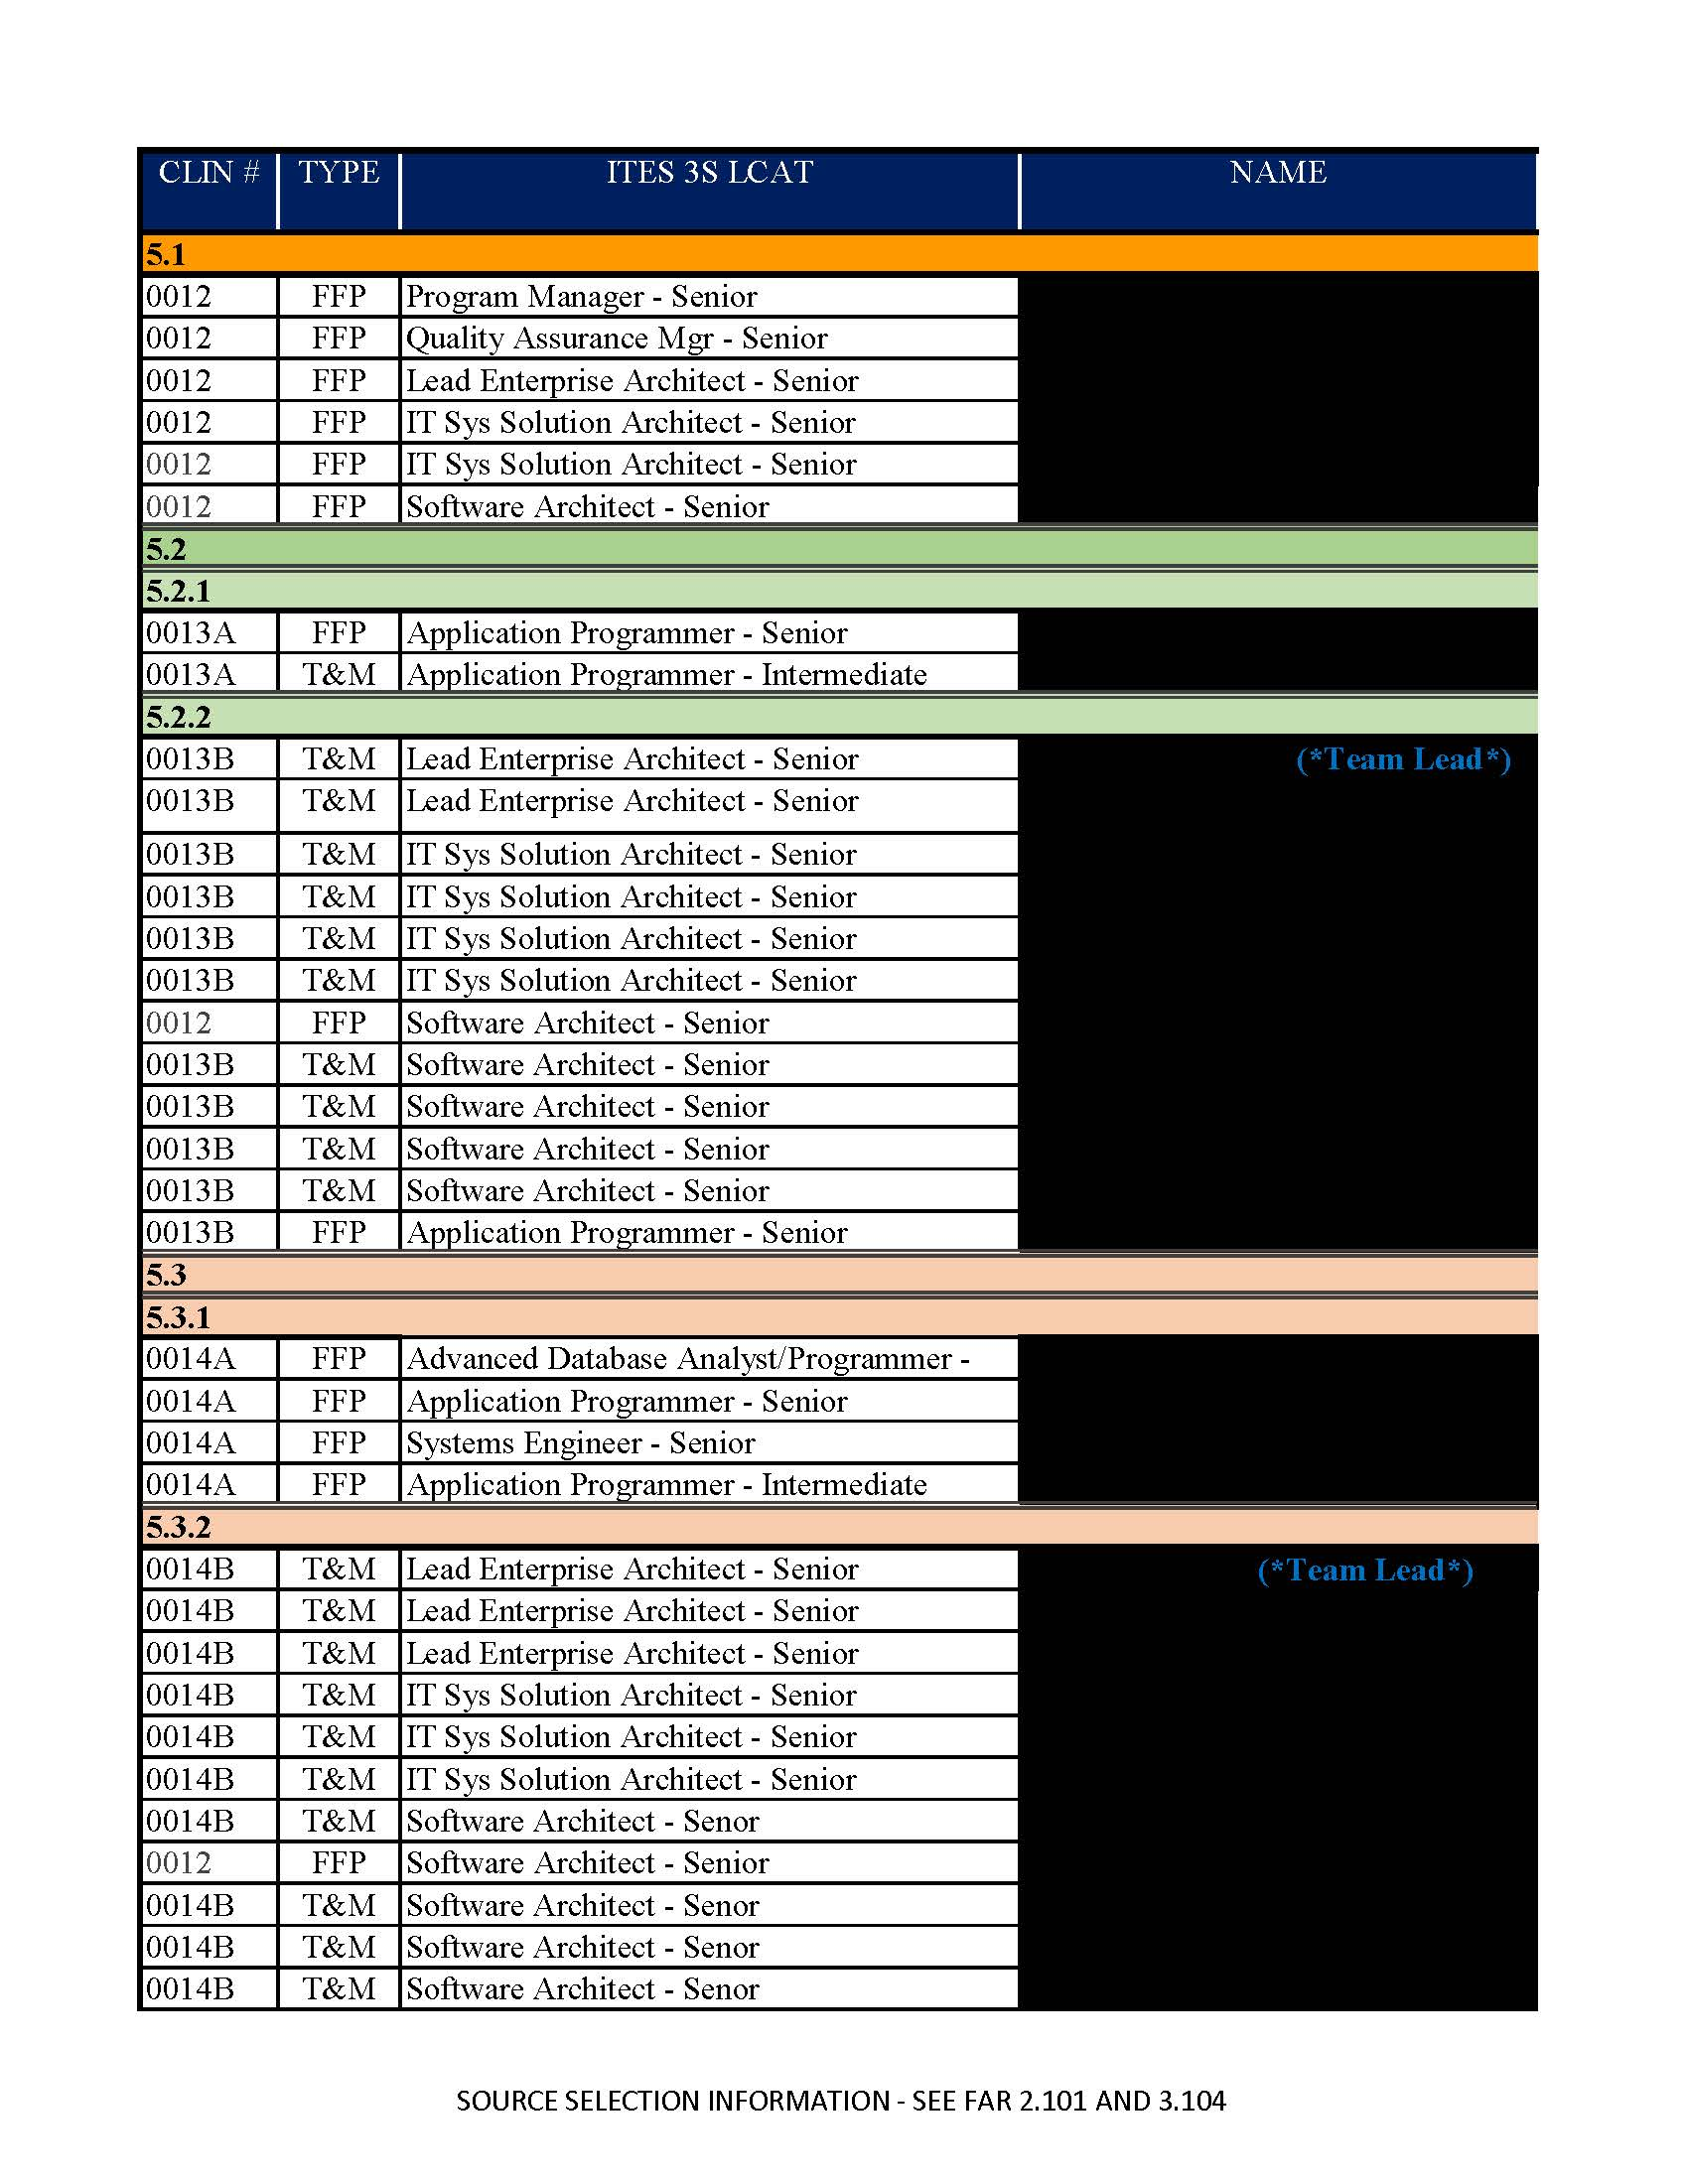 CLIN # TYPE ITES 3S LCAT NAME
5.1
0012 FFP Program Manager - Senior
0012 FFP Quality Assurance Mgr - Senior
0012 FFP Lead Enterprise Architect - Senior
0012 FFP IT Sys Solution Architect - Senior
0012 FFP IT Sys Solution Architect - Senior
0012 FFP Software Architect - Senior
5.2
5.2.1
0013A FFP Application Programmer - Senior
0013A T&M Application Programmer - Intermediate
5.2.2
0013B T&M Lead Enterprise Architect - Senior (*Team Lead*)
0013B T&M Lead Enterprise Architect - Senior
0013B T&M IT Sys Solution Architect - Senior
0013B T&M IT Sys Solution Architect - Senior
0013B T&M IT Sys Solution Architect - Senior
0013B T&M IT Sys Solution Architect - Senior
0012 FFP Software Architect - Senior
0013B T&M Software Architect - Senior
0013B T&M Software Architect - Senior
0013B T&M Software Architect - Senior
0013B T&M Software Architect - Senior
0013B FFP Application Programmer - Senior
5.3
5.3.1
0014A FFP Advanced Database Analyst/Programmer -
0014A FFP Application Programmer - Senior
0014A FFP Systems Engineer - Senior
0014A FFP Application Programmer - Intermediate
5.3.2
0014B T&M Lead Enterprise Architect - Senior (*Team Lead*)
0014B T&M Lead Enterprise Architect - Senior
0014B T&M Lead Enterprise Architect - Senior
0014B T&M IT Sys Solution Architect - Senior
0014B T&M IT Sys Solution Architect - Senior
0014B T&M IT Sys Solution Architect - Senior
0014B T&M Software Architect - Senor
0012 FFP Software Architect - Senior
0014B T&M Software Architect - Senor
0014B T&M Software Architect - Senor
0014B T&M Software Architect - Senor
SOURCE SELECTION INFORMATION - SEE FAR 2.101 AND 3.104